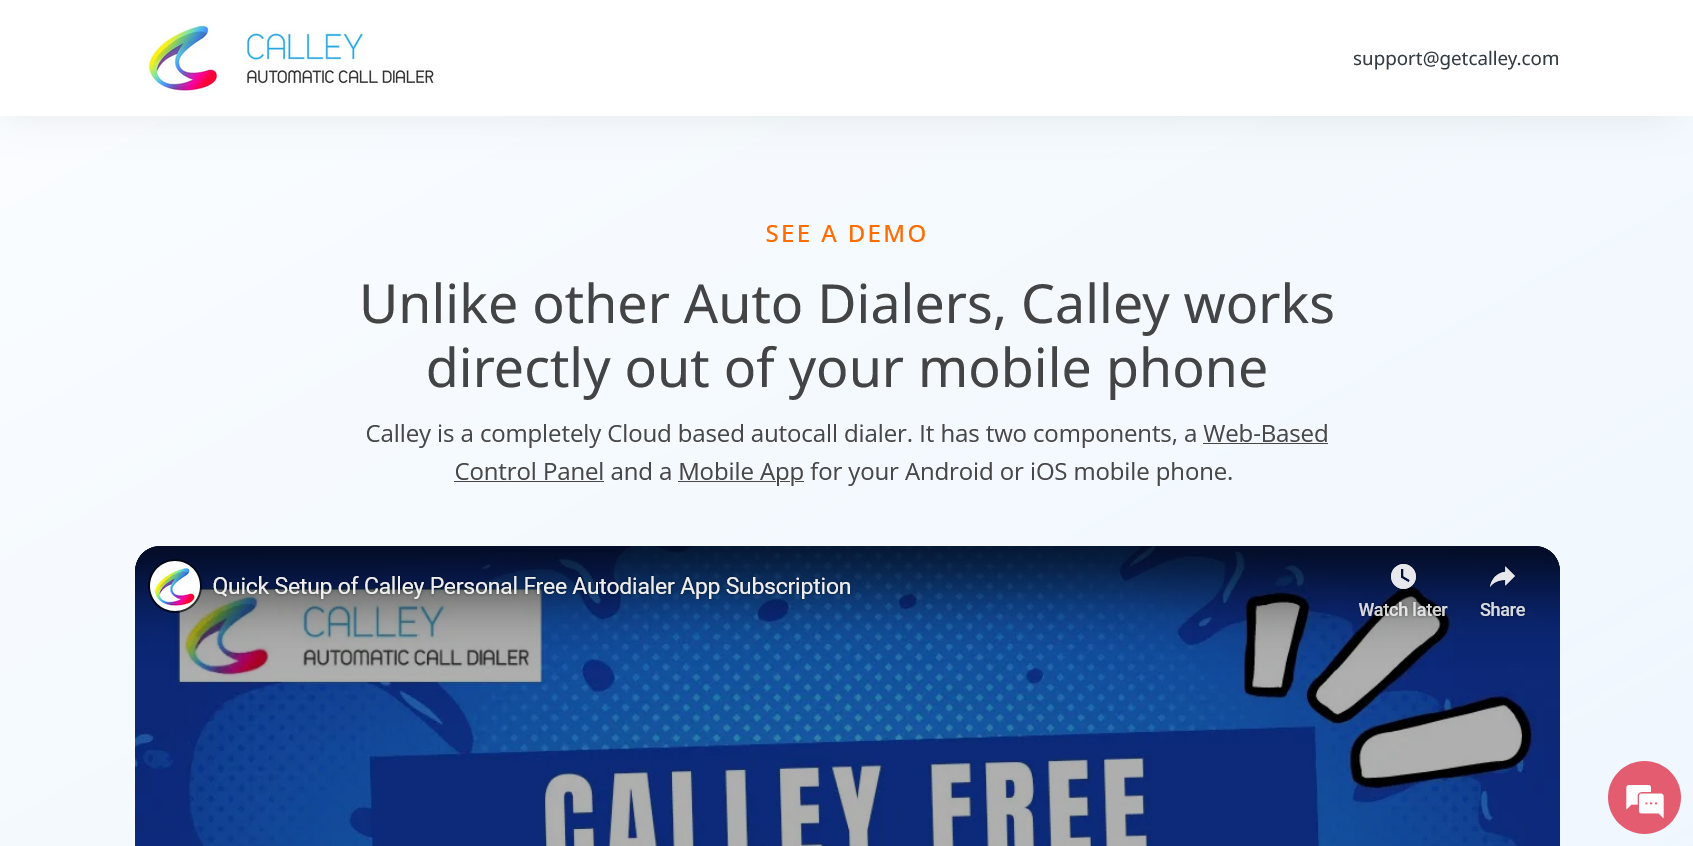 CALLEY
AUTOMATIC CALL DIALER
support@getcalley.com
SEE A DEMO
Unlike other Auto Dialers, Calley works
directly out of your mobile phone
Calley is a completely Cloud based autocall dialer. It has two components, a Web-Based
Control Panel and a Mobile App for your Android or iOS mobile phone.
Quick Setup of Calley Personal Free Autodialer App Subscription
Watch later
Share
CALLEY
AUTOMATIC CALL DIALER
CALLEY FREE